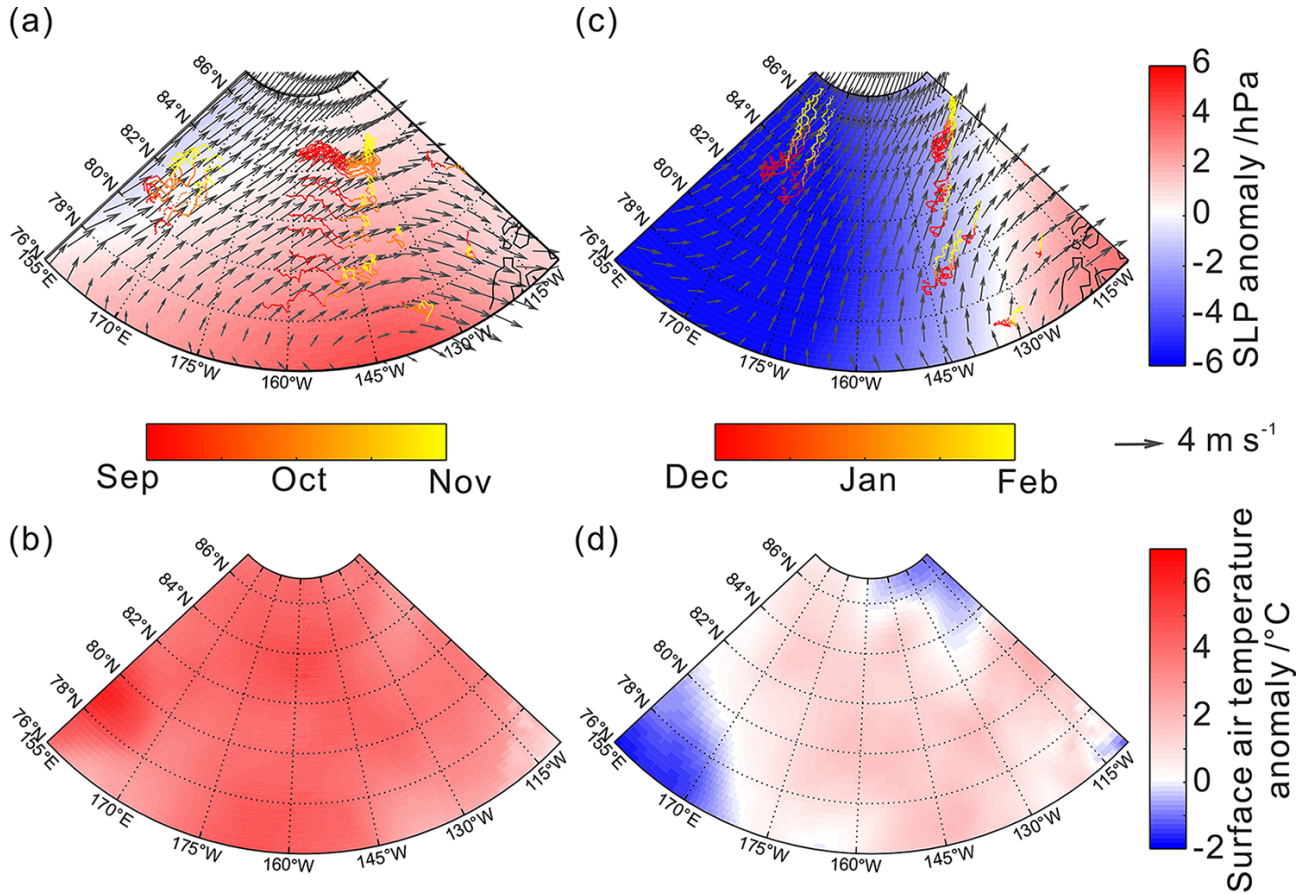 (a)
86°N
84°N
82°N
80°N
78°N
76°N
155°E
170°E
175°W
160°W
145°W
130°W
115°W
(c)
86°N
84°N
82°N
80°N
78°N
76°N
155°E
170°E
175°W
160°W
145°W
130°W
115°W
6
4
2
0
-2
-4
-6
SLP anomaly /hPa
Sep Oct Nov
Dec Jan Feb
4 m s⁻¹
(b)
86°N
84°N
82°N
80°N
78°N
76°N
155°E
170°E
175°W
160°W
145°W
130°W
115°W
(d)
86°N
84°N
82°N
80°N
78°N
76°N
155°E
170°E
175°W
160°W
145°W
130°W
115°W
6
4
2
0
-2
Surface air temperature
anomaly /°C